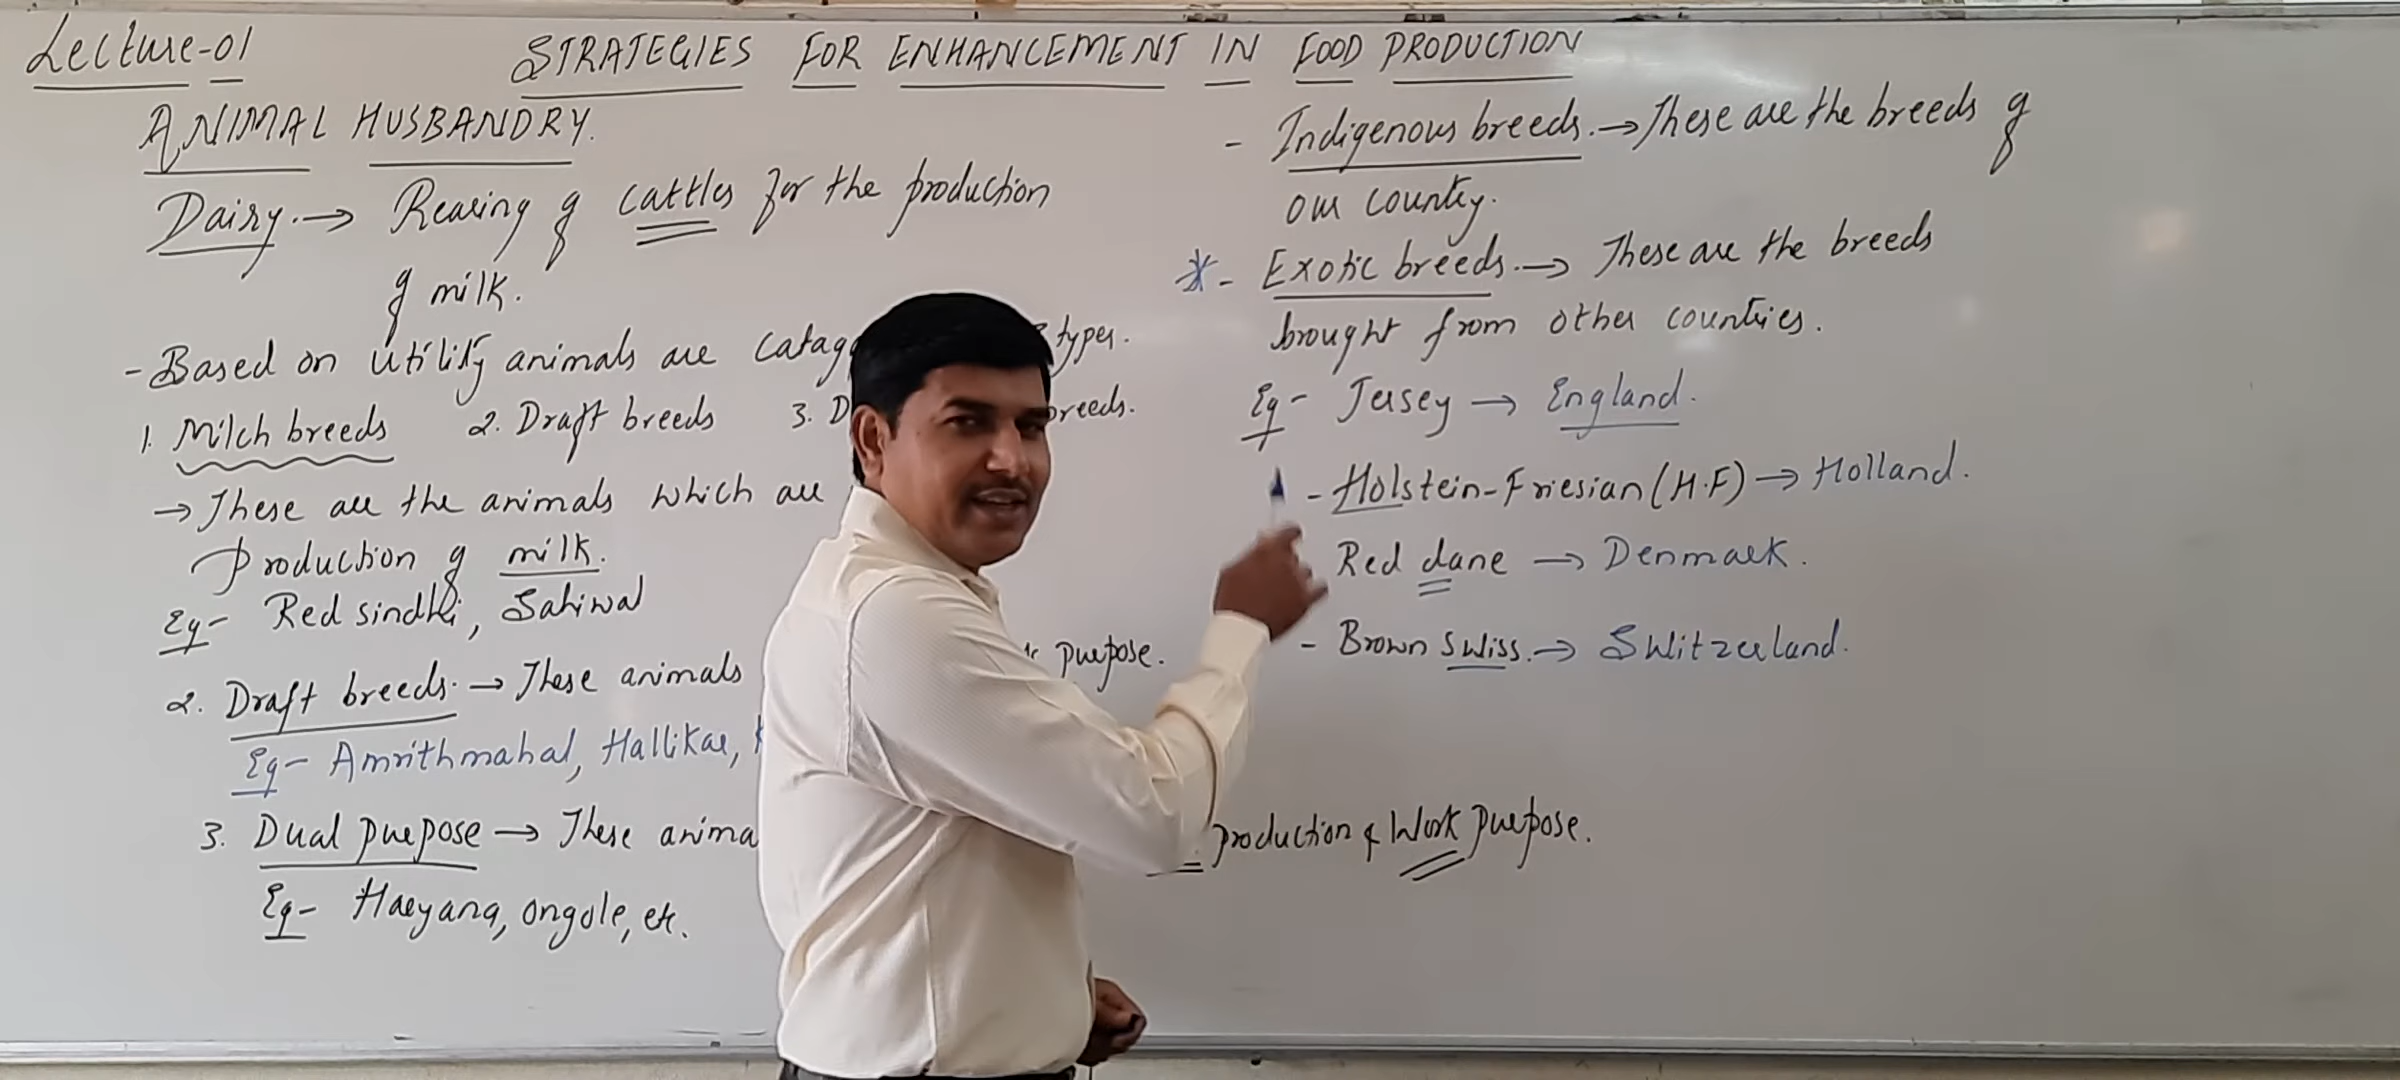 Lecture-01
STRATEGIES FOR ENHANCEMENT IN FOOD PRODUCTION
ANIMAL HUSBANDRY.
Dairy. → Rearing of cattles for the production
of milk.
- Based on utility animals are types.
1. Milch breeds 2. Draft breeds 3. breeds.
→ These are the animals which are
production of milk.
Eg- Red sindhi, Sahiwal
2. Draft breeds. → These animals purpose.
Eg- Amrithmahal, Hallikar,
3. Dual purpose → These production & Work purpose.
Eg- Haryana, ongole, etc.
- Indigenous breeds. → These are the breeds of
our country.
*- Exotic breeds. → These are the breeds
brought from other countries.
Eg- Jersey → England.
- Holstein-Friesian (H.F) → Holland.
Red dane → Denmark.
- Brown Swiss. → Switzerland.